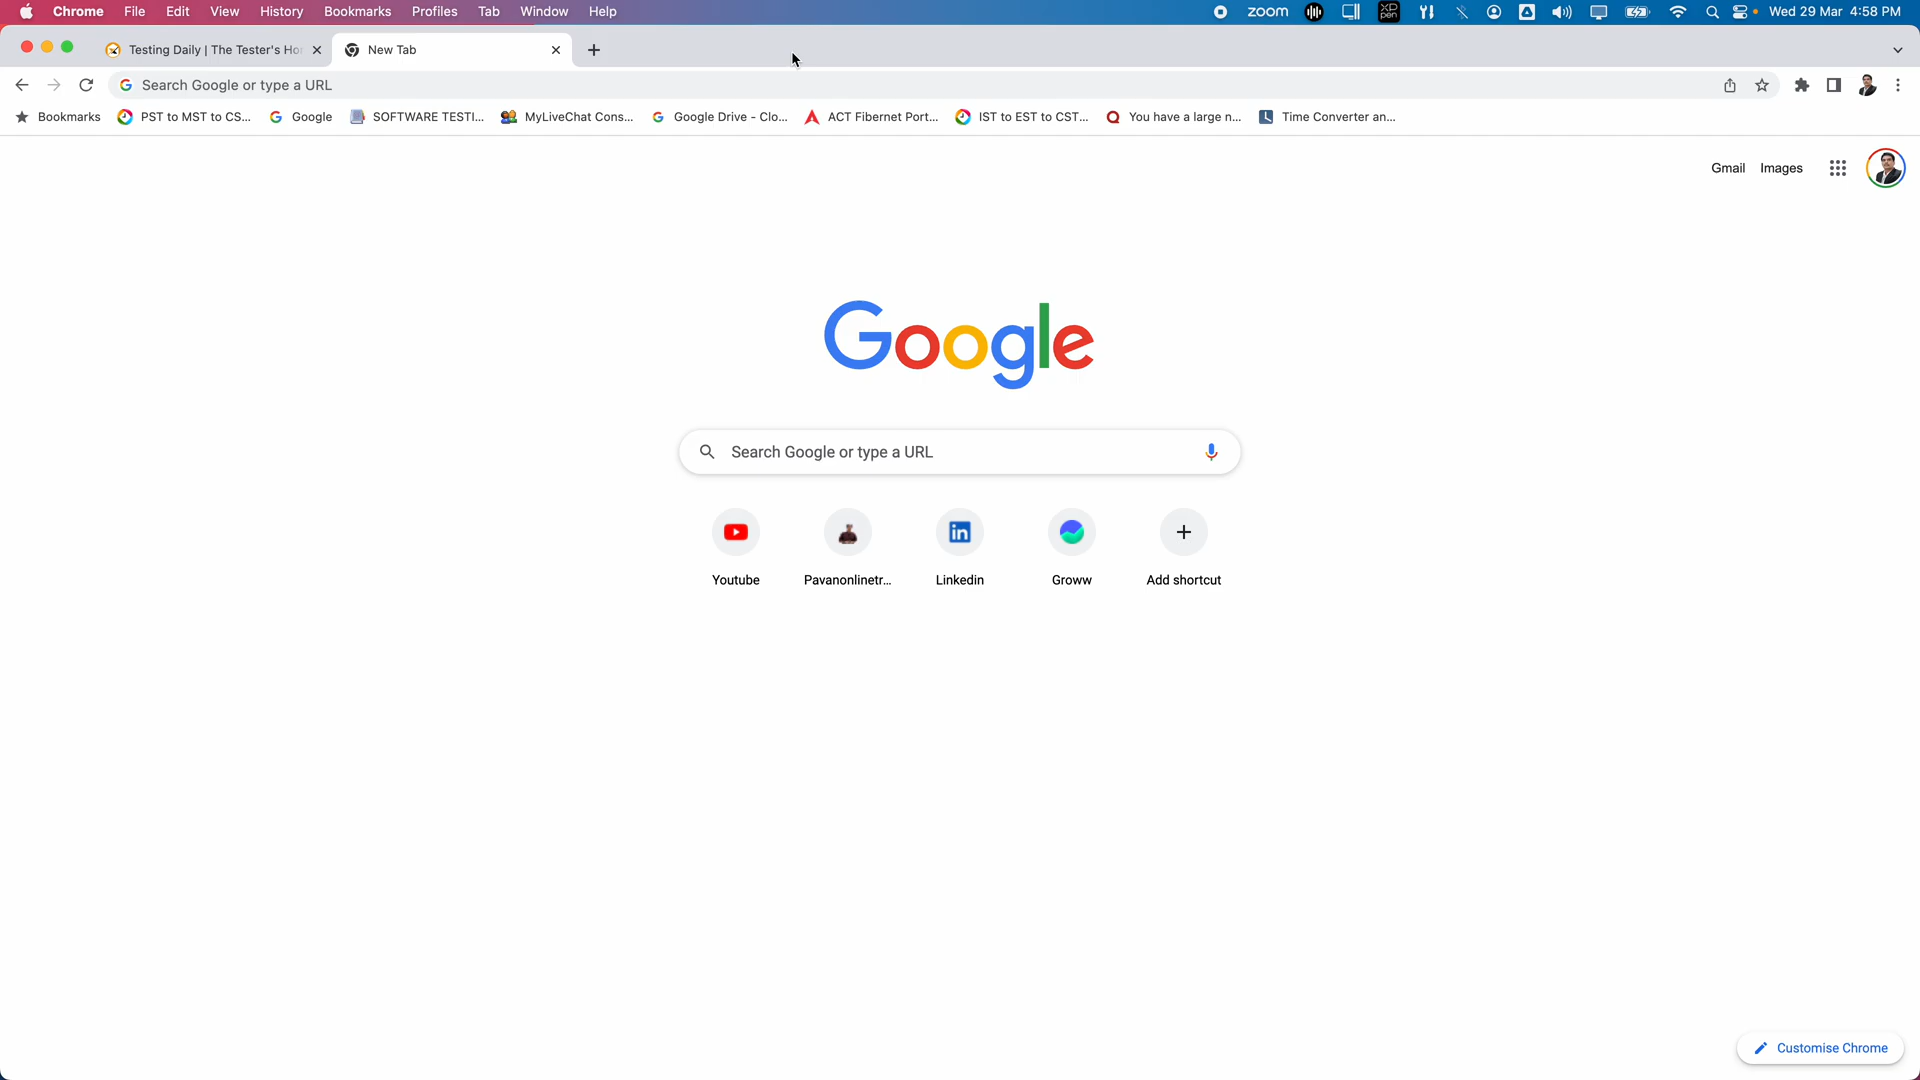 Chrome File Edit View History Bookmarks Profiles Tab Window Help zoom XD pen Wed 29 Mar 4:58 PM
Testing Daily | The Tester's Ho New Tab
Search Google or type a URL
Bookmarks PST to MST to CS... Google SOFTWARE TESTI... MyLiveChat Cons... Google Drive - Clo... ACT Fibernet Port... IST to EST to CST... You have a large n... Time Converter an...
Gmail Images
Google
Search Google or type a URL
Youtube Pavanonlinetr... Linkedin Groww Add shortcut
Customise Chrome